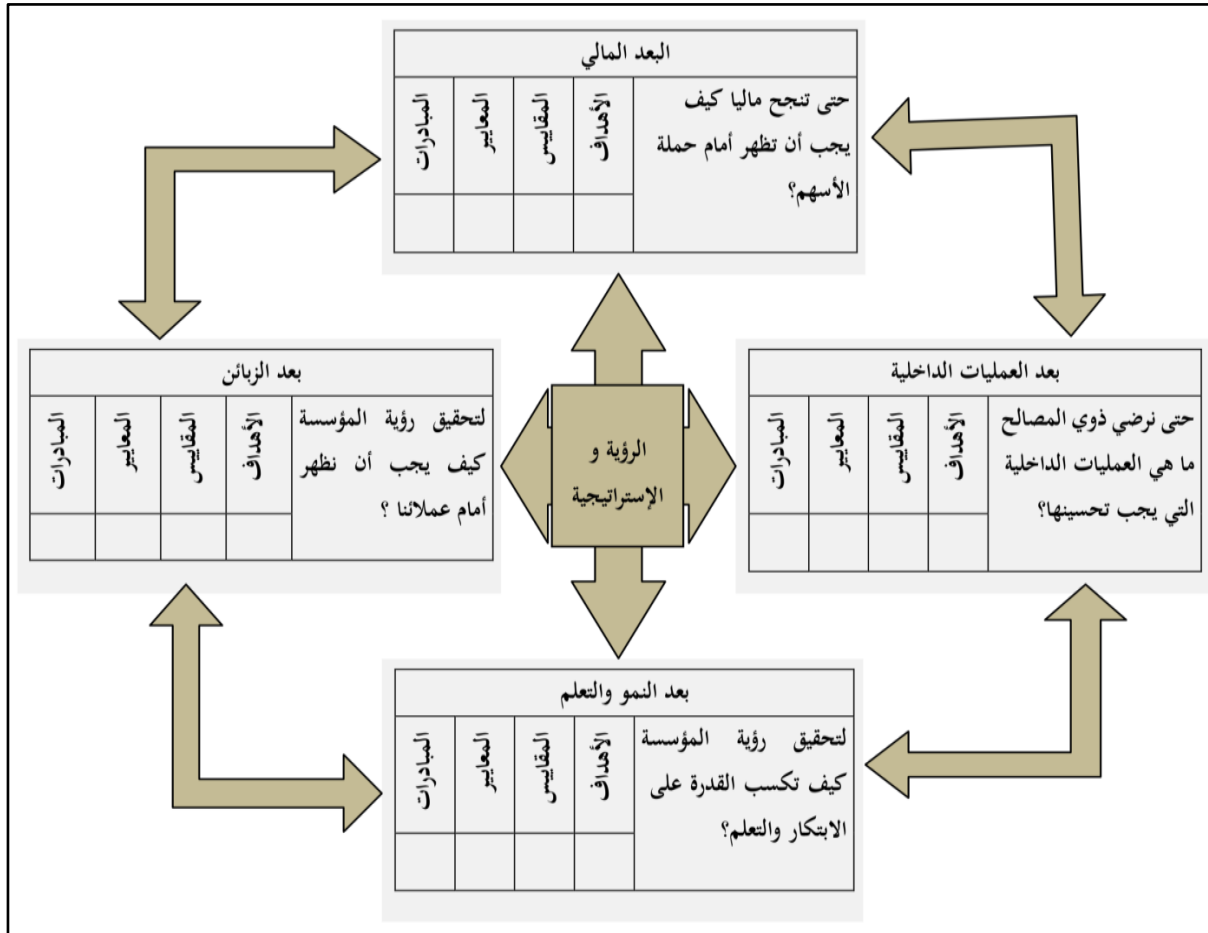 البعد المالي
حتى تنجح ماليا كيف
يجب أن تظهر أمام حملة
الأسهم؟
الأهداف
المقاييس
المعايير
المبادرات
بعد العمليات الداخلية
حتى نرضي ذوي المصالح
ما هي العمليات الداخلية
التي يجب تحسينها؟
الأهداف
المقاييس
المعايير
المبادرات
الرؤية و
الإستراتيجية
بعد الزبائن
لتحقيق رؤية المؤسسة
كيف يجب أن نظهر
أمام عملائنا ؟
الأهداف
المقاييس
المعايير
المبادرات
بعد النمو والتعلم
لتحقيق رؤية المؤسسة
كيف تكسب القدرة على
الابتكار والتعلم؟
الأهداف
المقاييس
المعايير
المبادرات